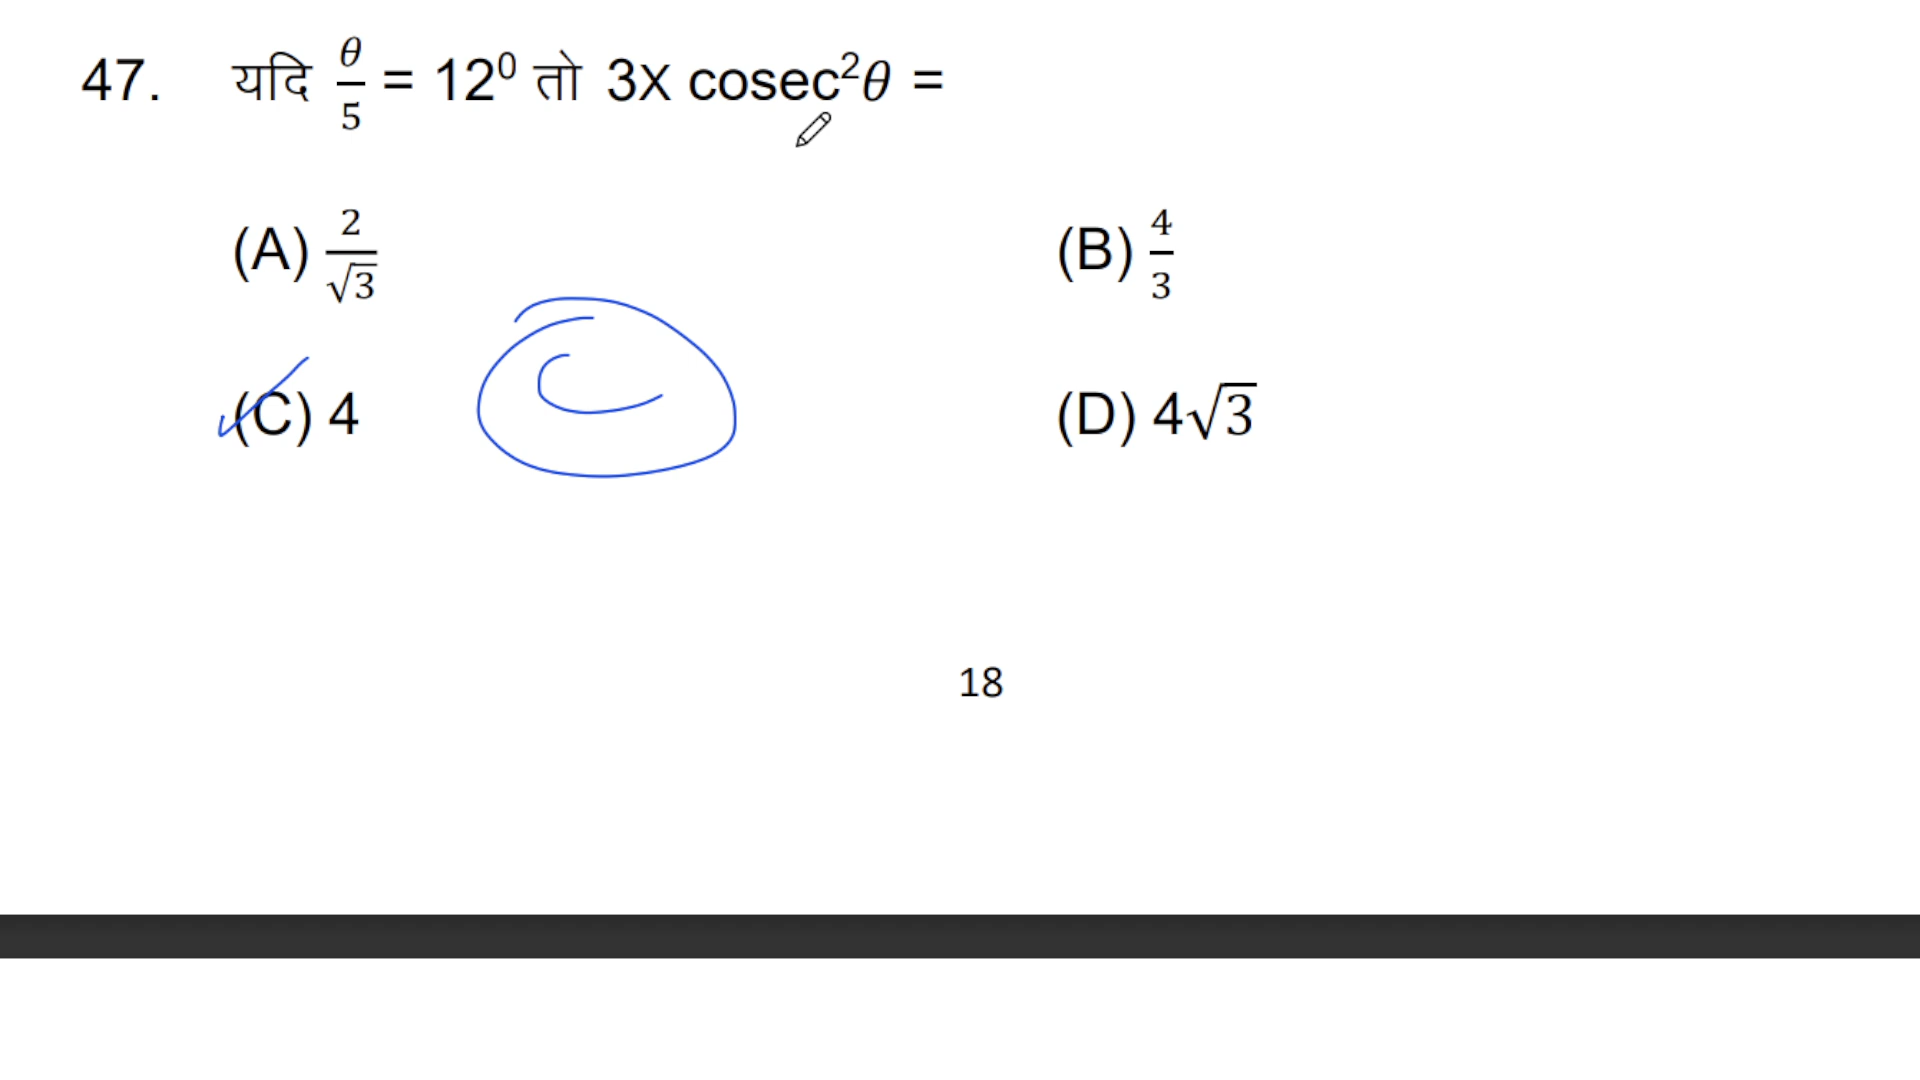 47. यदि θ/5 = 12⁰ तो 3X cosec²θ =
(A) 2/√3 (B) 4/3
(C) 4 (D) 4√3
C
18